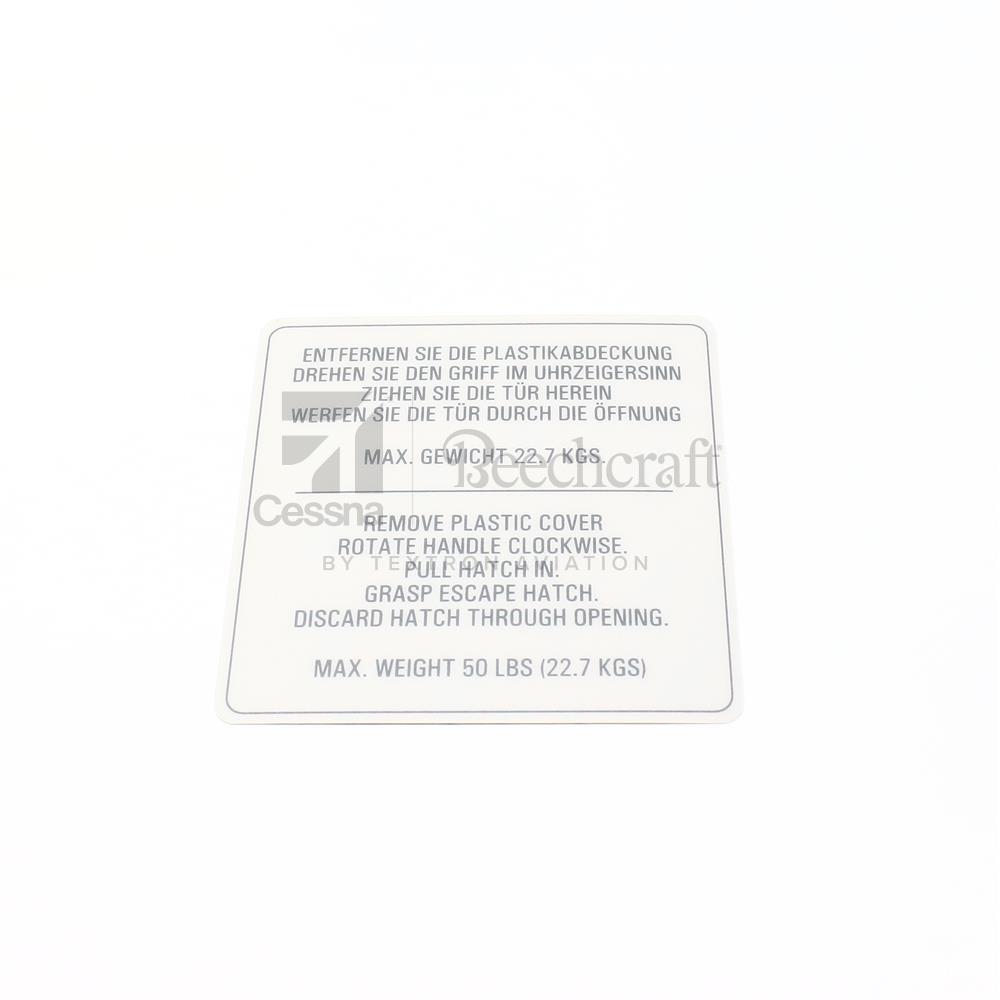 ENTFERNEN SIE DIE PLASTIKABDECKUNG
DREHEN SIE DEN GRIFF IM UHRZEIGERSINN
ZIEHEN SIE DIE TÜR HEREIN
WERFEN SIE DIE TÜR DURCH DIE ÖFFNUNG
MAX. GEWICHT 22.7 KGS.
Beechcraft
Cessna
REMOVE PLASTIC COVER
ROTATE HANDLE CLOCKWISE.
BY TEXTRON AVIATION
PULL HATCH IN.
GRASP ESCAPE HATCH.
DISCARD HATCH THROUGH OPENING.
MAX. WEIGHT 50 LBS (22.7 KGS)